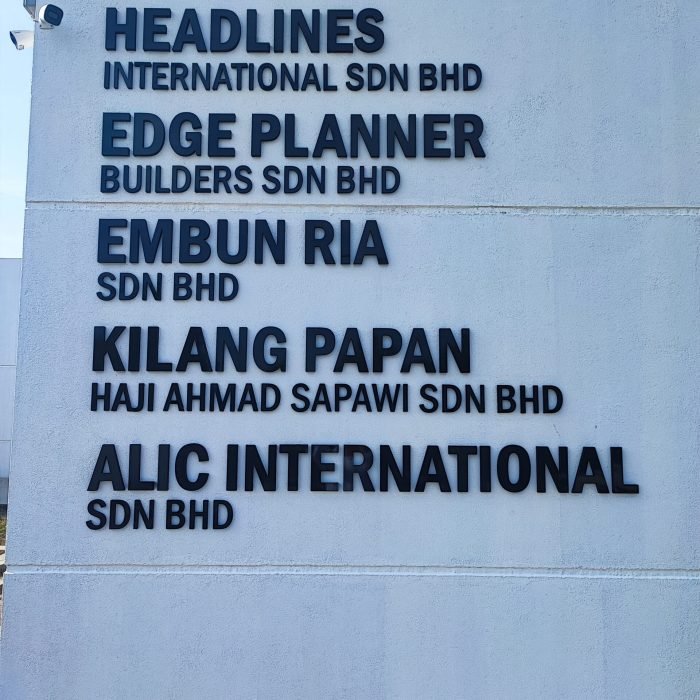 HEADLINES
INTERNATIONAL SDN BHD
EDGE PLANNER
BUILDERS SDN BHD
EMBUN RIA
SDN BHD
KILANG PAPAN
HAJI AHMAD SAPAWI SDN BHD
ALIC INTERNATIONAL
SDN BHD